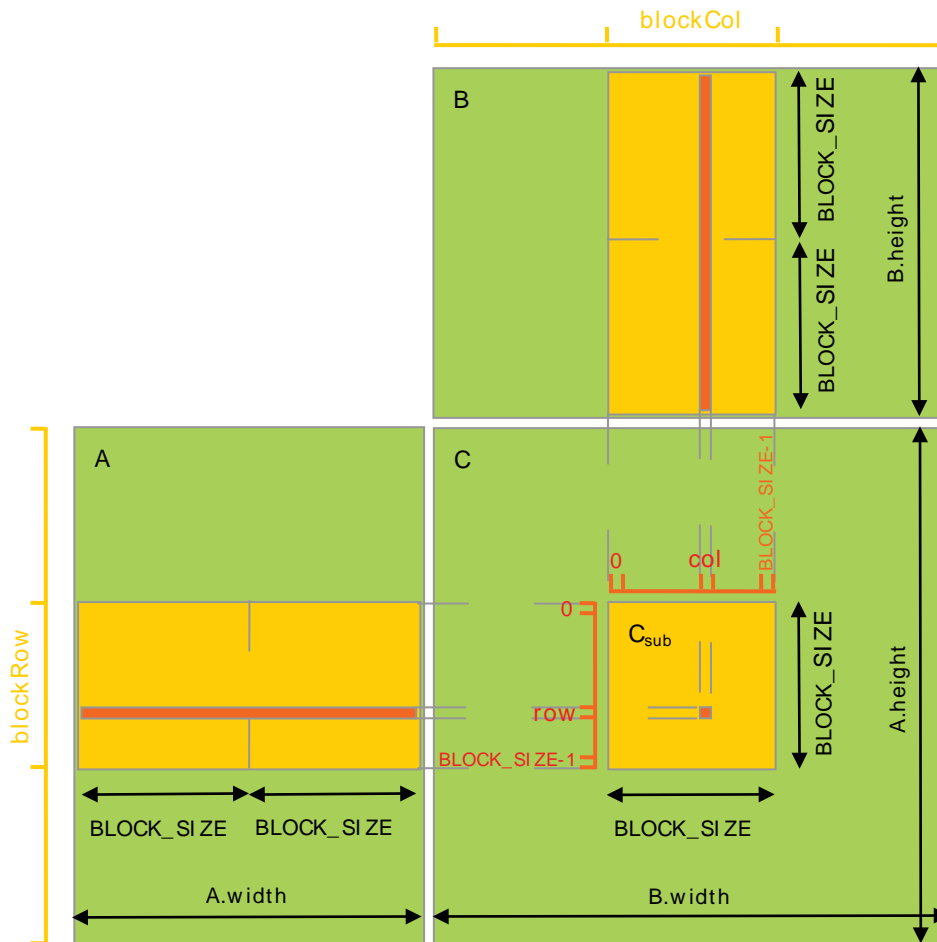 blockCol
B
BLOCK_SIZE
BLOCK_SIZE
B.height
A
C
BLOCK_SIZE-1
0
col
blockRow
0
row
BLOCK_SIZE-1
Csub
BLOCK_SIZE
A.height
BLOCK_SIZE
BLOCK_SIZE
BLOCK_SIZE
A.width
B.width